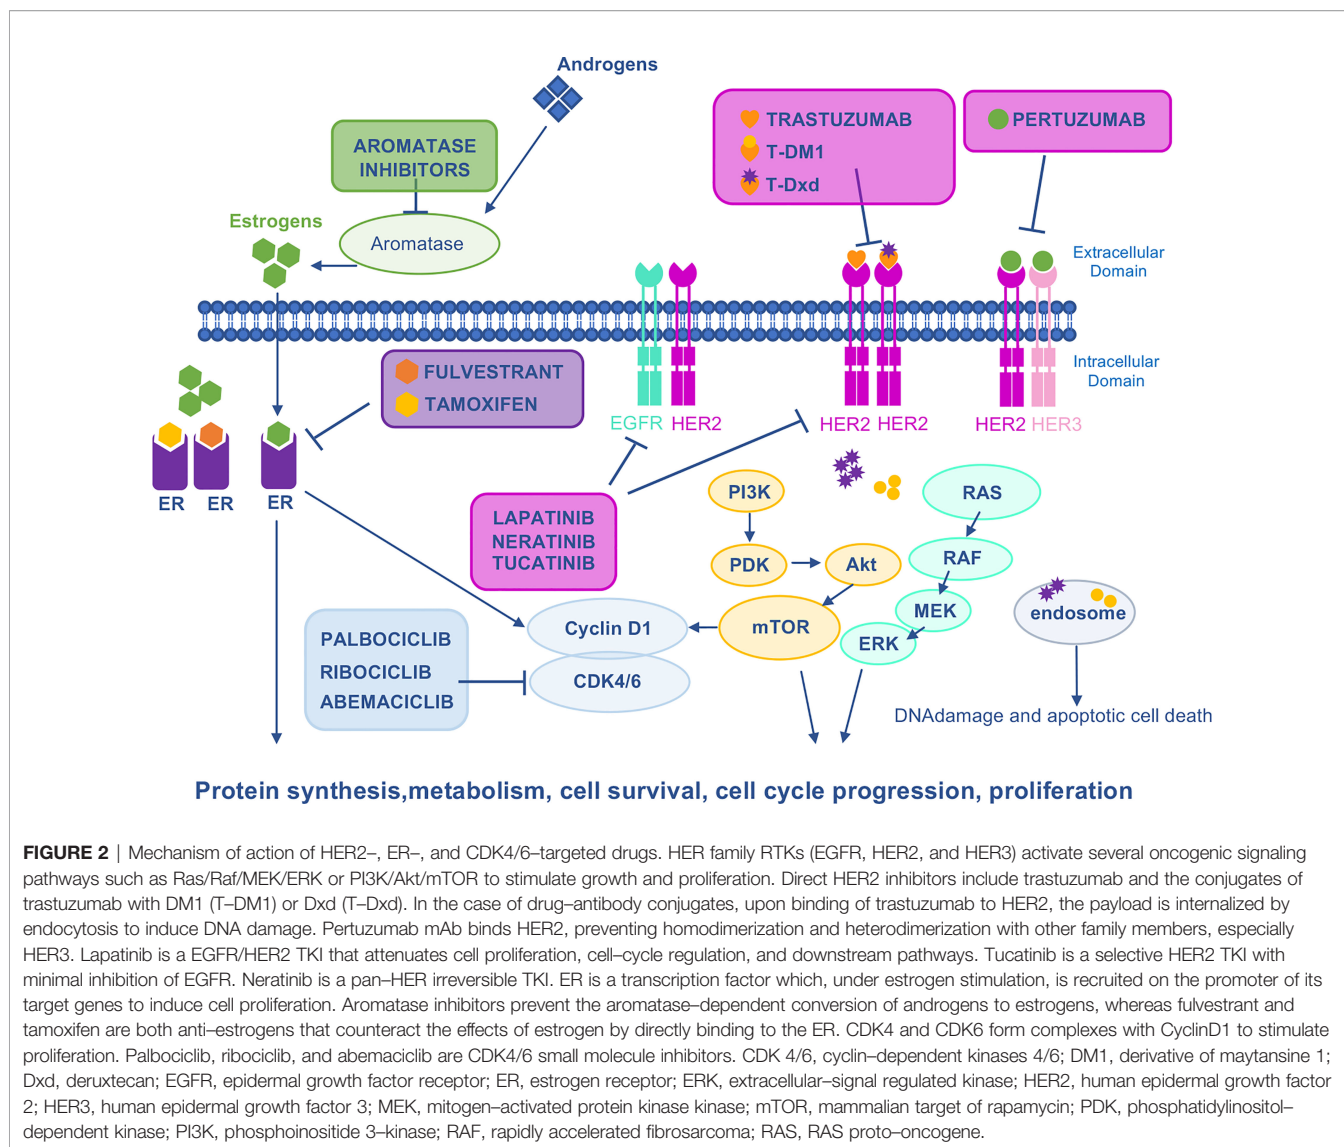 Androgens
AROMATASE
INHIBITORS
TRASTUZUMAB
T-DM1
T-Dxd
PERTUZUMAB
Estrogens
Aromatase
Extracellular
Domain
Intracellular
Domain
FULVESTRANT
TAMOXIFEN
EGFR HER2
HER2 HER2
HER2 HER3
ER ER ER
LAPATINIB
NERATINIB
TUCATINIB
PI3K
PDK
Akt
mTOR
RAS
RAF
MEK
ERK
endosome
PALBOCICLIB
RIBOCICLIB
ABEMACICLIB
Cyclin D1
CDK4/6
DNAdamage and apoptotic cell death
Protein synthesis,metabolism, cell survival, cell cycle progression, proliferation
FIGURE 2 | Mechanism of action of HER2–, ER–, and CDK4/6–targeted drugs. HER family RTKs (EGFR, HER2, and HER3) activate several oncogenic signaling
pathways such as Ras/Raf/MEK/ERK or PI3K/Akt/mTOR to stimulate growth and proliferation. Direct HER2 inhibitors include trastuzumab and the conjugates of
trastuzumab with DM1 (T–DM1) or Dxd (T–Dxd). In the case of drug–antibody conjugates, upon binding of trastuzumab to HER2, the payload is internalized by
endocytosis to induce DNA damage. Pertuzumab mAb binds HER2, preventing homodimerization and heterodimerization with other family members, especially
HER3. Lapatinib is a EGFR/HER2 TKI that attenuates cell proliferation, cell–cycle regulation, and downstream pathways. Tucatinib is a selective HER2 TKI with
minimal inhibition of EGFR. Neratinib is a pan–HER irreversible TKI. ER is a transcription factor which, under estrogen stimulation, is recruited on the promoter of its
target genes to induce cell proliferation. Aromatase inhibitors prevent the aromatase–dependent conversion of androgens to estrogens, whereas fulvestrant and
tamoxifen are both anti–estrogens that counteract the effects of estrogen by directly binding to the ER. CDK4 and CDK6 form complexes with CyclinD1 to stimulate
proliferation. Palbociclib, ribociclib, and abemaciclib are CDK4/6 small molecule inhibitors. CDK 4/6, cyclin–dependent kinases 4/6; DM1, derivative of maytansine 1;
Dxd, deruxtecan; EGFR, epidermal growth factor receptor; ER, estrogen receptor; ERK, extracellular–signal regulated kinase; HER2, human epidermal growth factor
2; HER3, human epidermal growth factor 3; MEK, mitogen–activated protein kinase kinase; mTOR, mammalian target of rapamycin; PDK, phosphatidylinositol–
dependent kinase; PI3K, phosphoinositide 3–kinase; RAF, rapidly accelerated fibrosarcoma; RAS, RAS proto–oncogene.